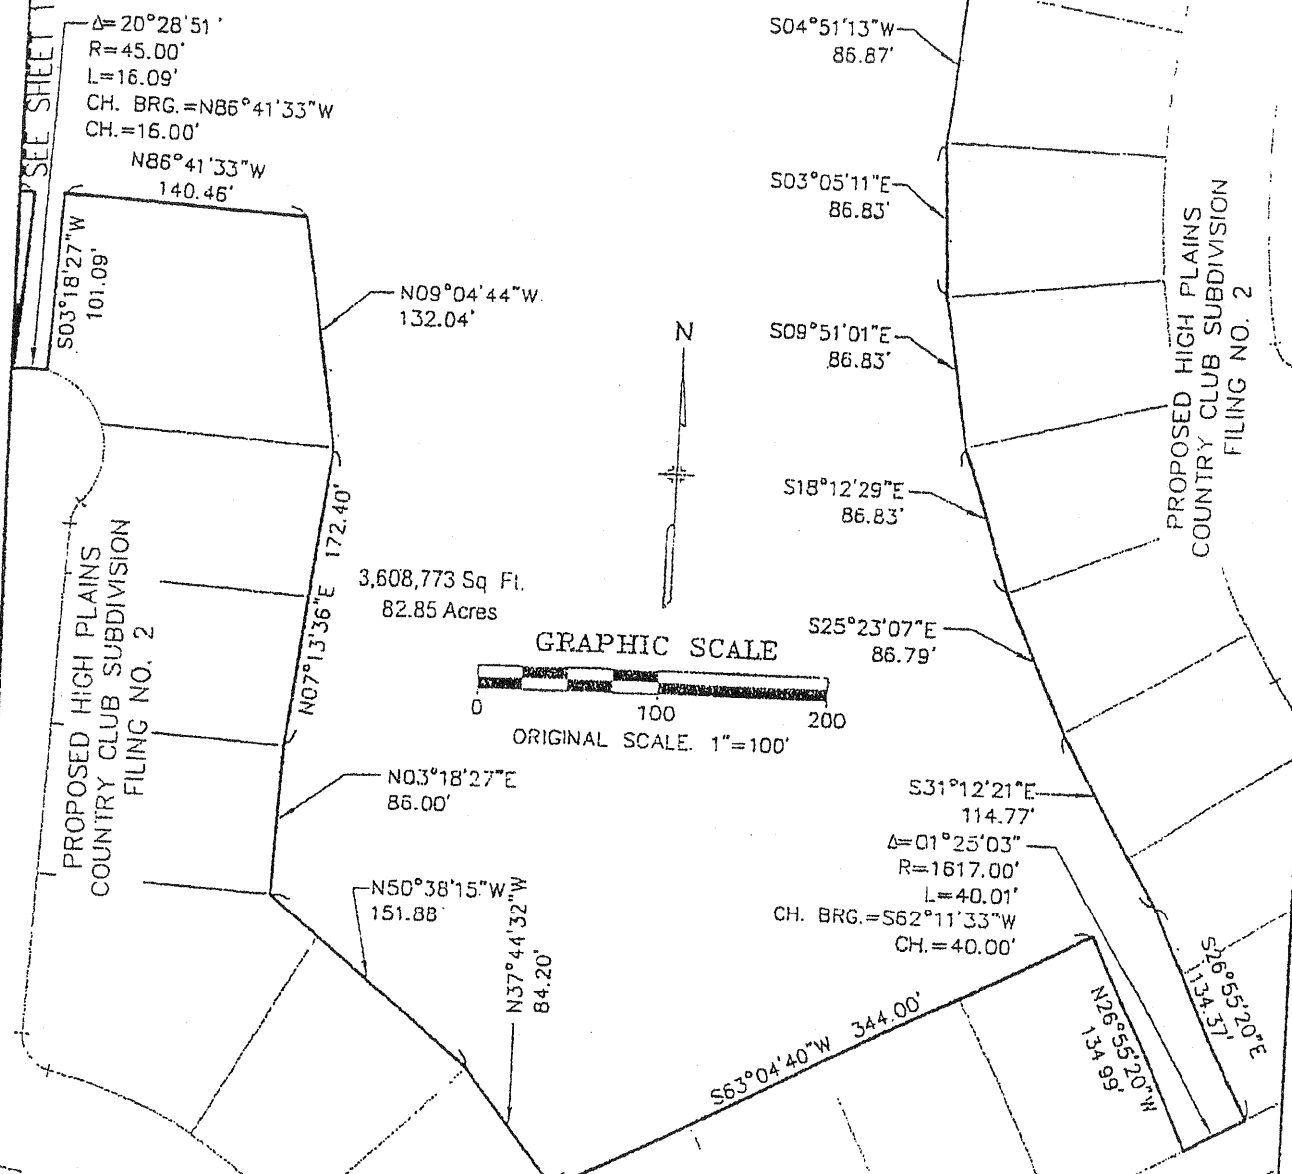 SEE SHEET
Δ=20°28'51'
R=45.00'
L=16.09'
CH. BRG.=N86°41'33"W
CH.=16.00'
N86°41'33"W
140.46'
S03°18'27"W
101.09'
N09°04'44"W
132.04'
N07°13'36"E 172.40'
3,608,773 Sq Ft.
82.85 Acres
N
GRAPHIC SCALE
0 100 200
ORIGINAL SCALE. 1"=100'
PROPOSED HIGH PLAINS
COUNTRY CLUB SUBDIVISION
FILING NO. 2
N03°18'27"E
86.00'
N50°38'15"W
151.88
N37°44'32"W
84.20'
S04°51'13"W
86.87'
S03°05'11"E
86.83'
S09°51'01"E
86.83'
S18°12'29"E
86.83'
S25°23'07"E
86.79'
S31°12'21"E
114.77'
Δ=01°25'03"
R=1617.00'
L=40.01'
CH. BRG.=S62°11'33"W
CH.=40.00'
PROPOSED HIGH PLAINS
COUNTRY CLUB SUBDIVISION
FILING NO. 2
S63°04'40"W 344.00'
N26°55'20"W
134 99'
S26°55'20"E
134.37'